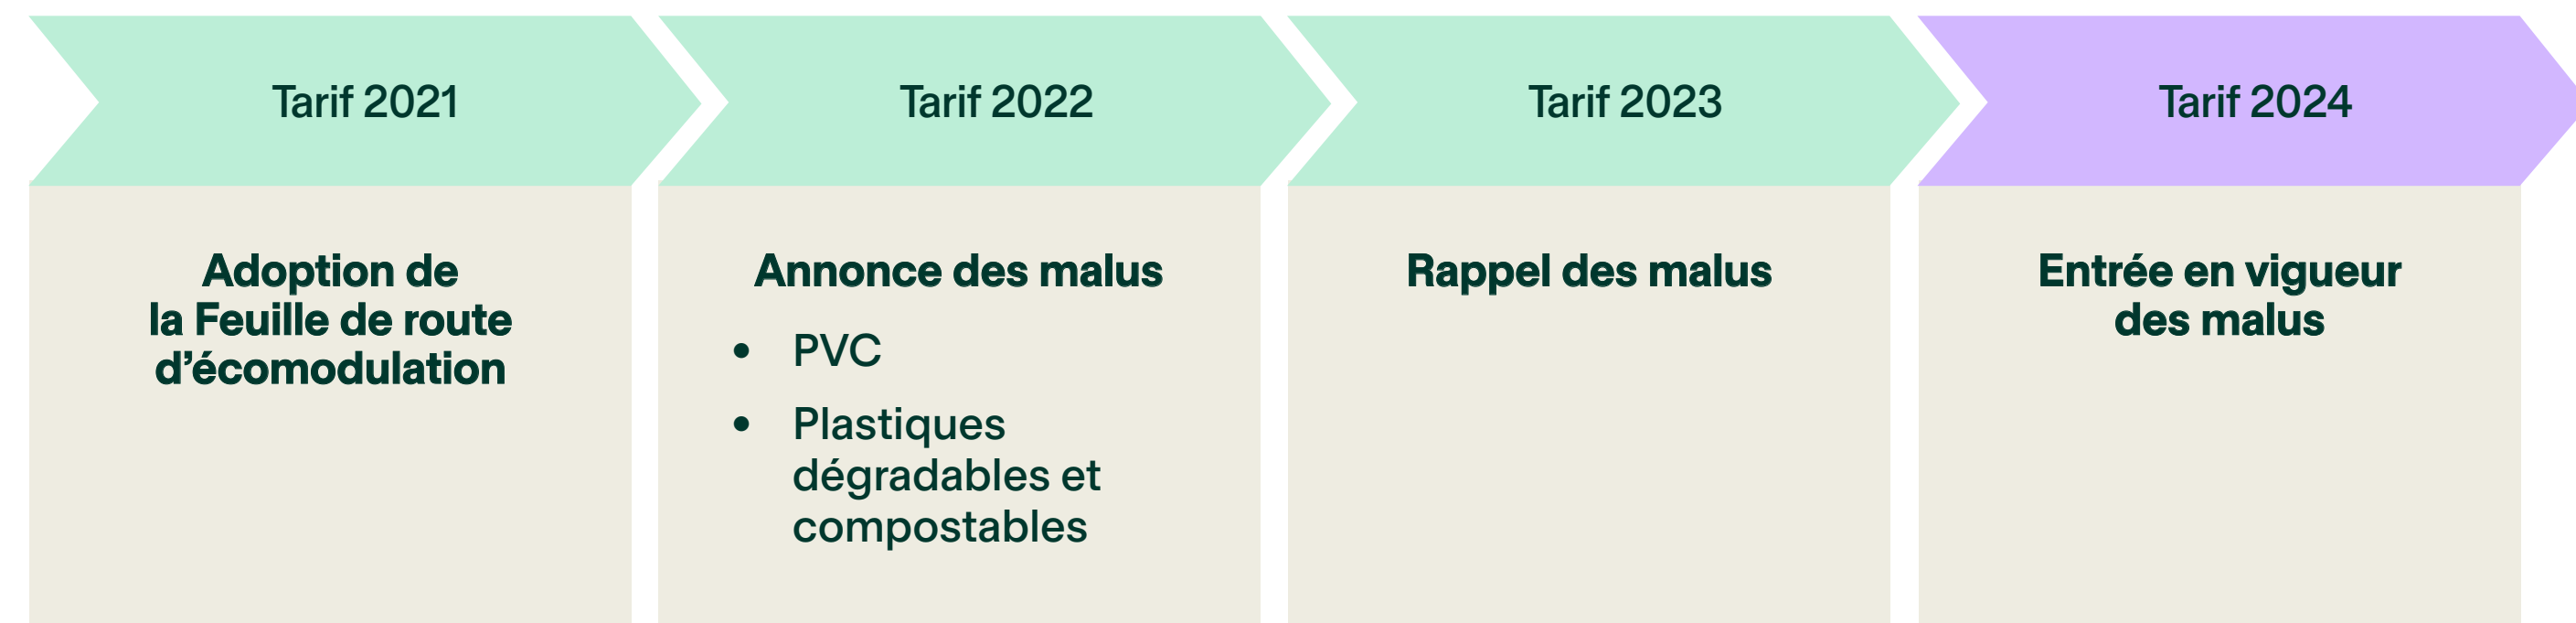 Tarif 2021
Adoption de
la Feuille de route
d’écomodulation
Tarif 2022
Annonce des malus
• PVC
• Plastiques
dégradables et
compostables
Tarif 2023
Rappel des malus
Tarif 2024
Entrée en vigueur
des malus